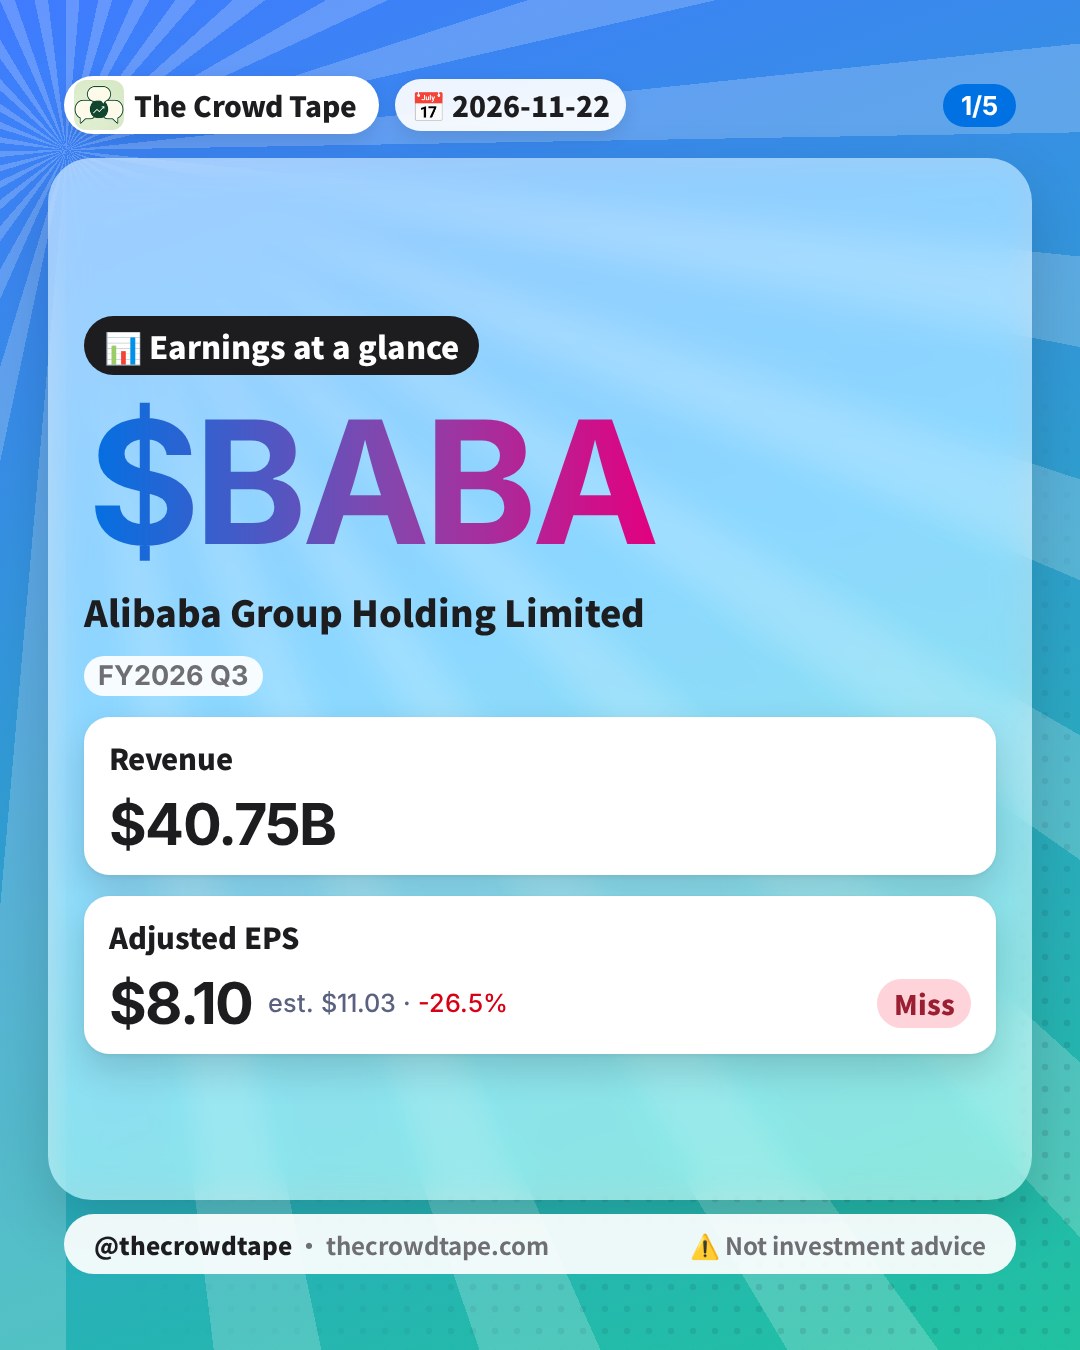 The Crowd Tape
📅 2026-11-22
1/5
📊 Earnings at a glance
$BABA
Alibaba Group Holding Limited
FY2026 Q3
Revenue
$40.75B
Adjusted EPS
$8.10 est. $11.03 · -26.5%
Miss
@thecrowdtape • thecrowdtape.com
⚠️ Not investment advice